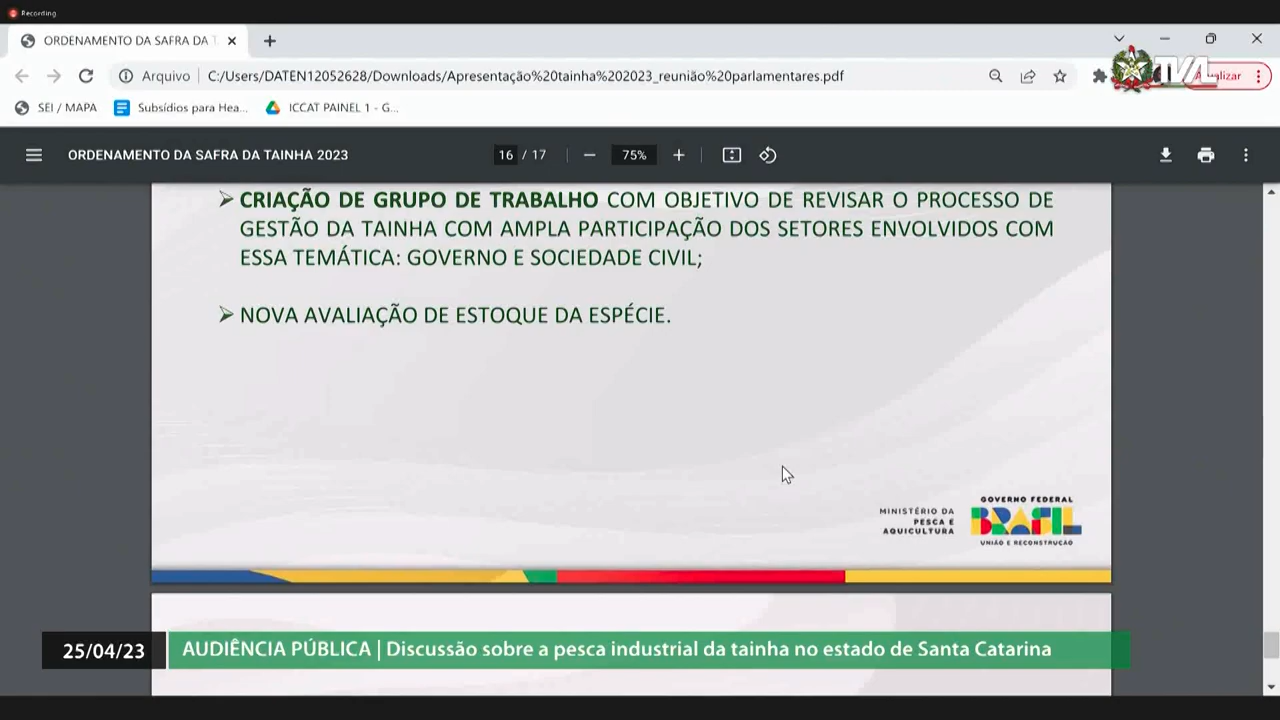 Recording
ORDENAMENTO DA SAFRA DA T
Arquivo C:/Users/DATEN12052628/Downloads/Apresentação%20tainha%202023_reunião%20parlamentares.pdf
TVAL
SEI / MAPA Subsídios para Hea... ICCAT PAINEL 1 - G...
ORDENAMENTO DA SAFRA DA TAINHA 2023 16 / 17 75%
➢ CRIAÇÃO DE GRUPO DE TRABALHO COM OBJETIVO DE REVISAR O PROCESSO DE
GESTÃO DA TAINHA COM AMPLA PARTICIPAÇÃO DOS SETORES ENVOLVIDOS COM
ESSA TEMÁTICA: GOVERNO E SOCIEDADE CIVIL;
➢ NOVA AVALIAÇÃO DE ESTOQUE DA ESPÉCIE.
MINISTÉRIO DA
PESCA E
AQUICULTURA
GOVERNO FEDERAL
BRASIL
UNIÃO E RECONSTRUÇÃO
25/04/23 AUDIÊNCIA PÚBLICA | Discussão sobre a pesca industrial da tainha no estado de Santa Catarina